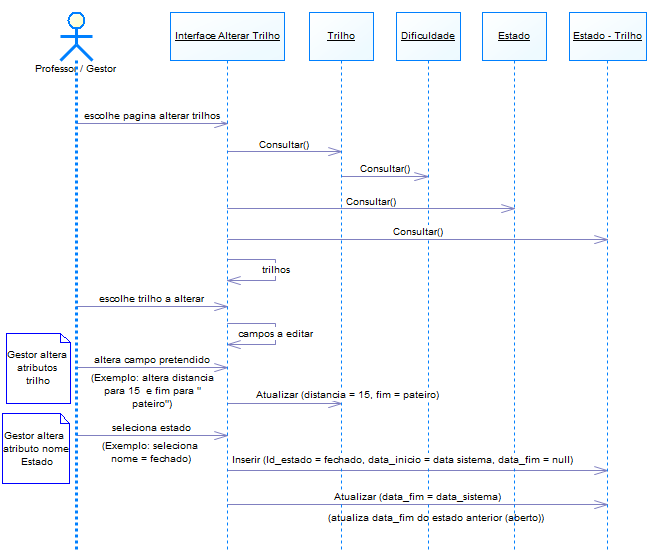 Interface Alterar Trilho
Trilho
Dificuldade
Estado
Estado - Trilho
Professor / Gestor
escolhe pagina alterar trilhos
Consultar()
Consultar()
Consultar()
Consultar()
trilhos
escolhe trilho a alterar
campos a editar
Gestor altera
atributos
trilho
altera campo pretendido
(Exemplo: altera distancia
para 15 e fim para "
pateiro")
Atualizar (distancia = 15, fim = pateiro)
Gestor altera
atributo nome
Estado
seleciona estado
(Exemplo: seleciona
nome = fechado)
Inserir (Id_estado = fechado, data_inicio = data sistema, data_fim = null)
Atualizar (data_fim = data_sistema)
(atualiza data_fim do estado anterior (aberto))